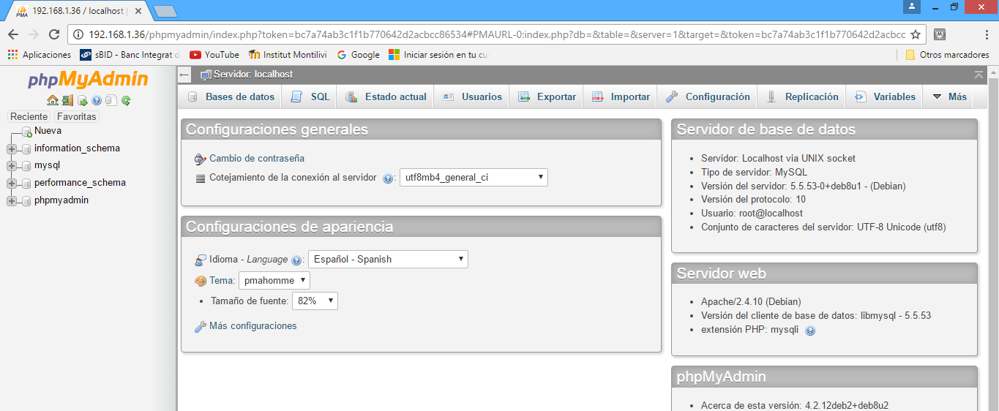 192.168.1.36 / localhost |
192.168.1.36/phpmyadmin/index.php?token=bc7a74ab3c1f1b770642d2acbcc86534#PMAURL-0:index.php?db=&table=&server=1&target=&token=bc7a74ab3c1f1b770642d2acbcc
Aplicaciones sBID - Banc Integrat d YouTube Institut Montilivi Google Iniciar sesión en tu cu Otros marcadores
phpMyAdmin
Reciente Favoritas
Nueva
information_schema
mysql
performance_schema
phpmyadmin
Servidor: localhost
Bases de datos SQL Estado actual Usuarios Exportar Importar Configuración Replicación Variables Más
Configuraciones generales
Cambio de contraseña
Cotejamiento de la conexión al servidor : utf8mb4_general_ci
Configuraciones de apariencia
Idioma - Language : Español - Spanish
Tema: pmahomme
• Tamaño de fuente: 82%
Más configuraciones
Servidor de base de datos
• Servidor: Localhost via UNIX socket
• Tipo de servidor: MySQL
• Versión del servidor: 5.5.53-0+deb8u1 - (Debian)
• Versión del protocolo: 10
• Usuario: root@localhost
• Conjunto de caracteres del servidor: UTF-8 Unicode (utf8)
Servidor web
• Apache/2.4.10 (Debian)
• Versión del cliente de base de datos: libmysql - 5.5.53
• extensión PHP: mysqli
phpMyAdmin
• Acerca de esta versión: 4.2.12deb2+deb8u2